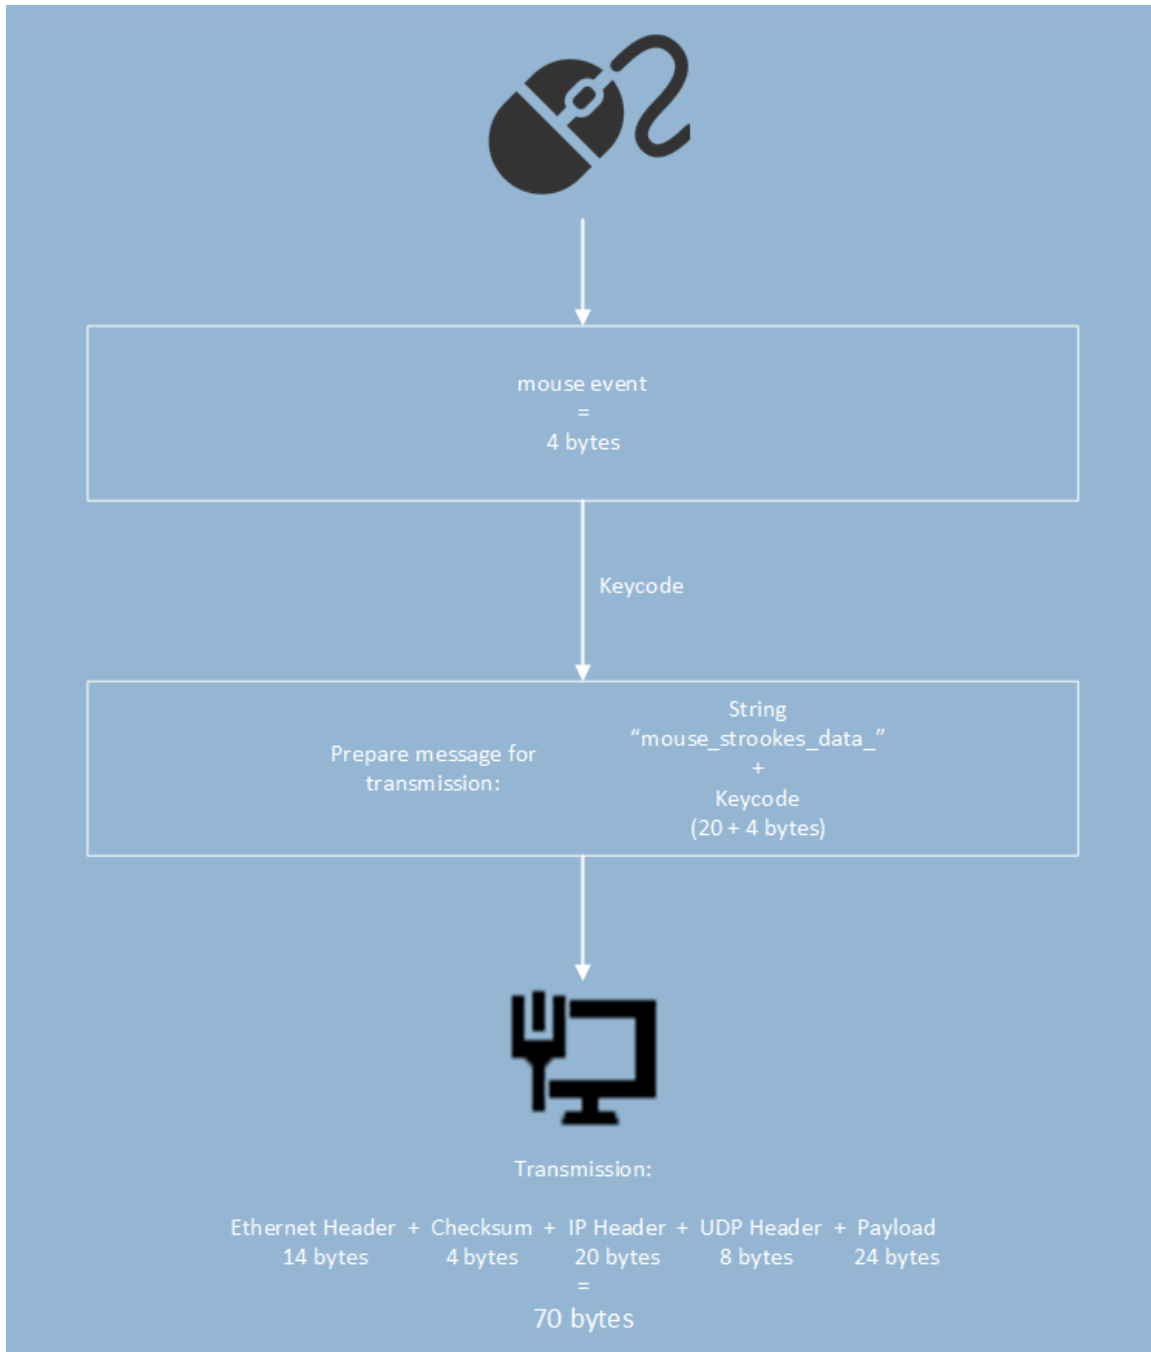 mouse event
=
4 bytes
Keycode
Prepare message for
transmission:
String
“mouse_strookes_data_”
+
Keycode
(20 + 4 bytes)
Transmission:
Ethernet Header + Checksum + IP Header + UDP Header + Payload
14 bytes 4 bytes 20 bytes 8 bytes 24 bytes
=
70 bytes